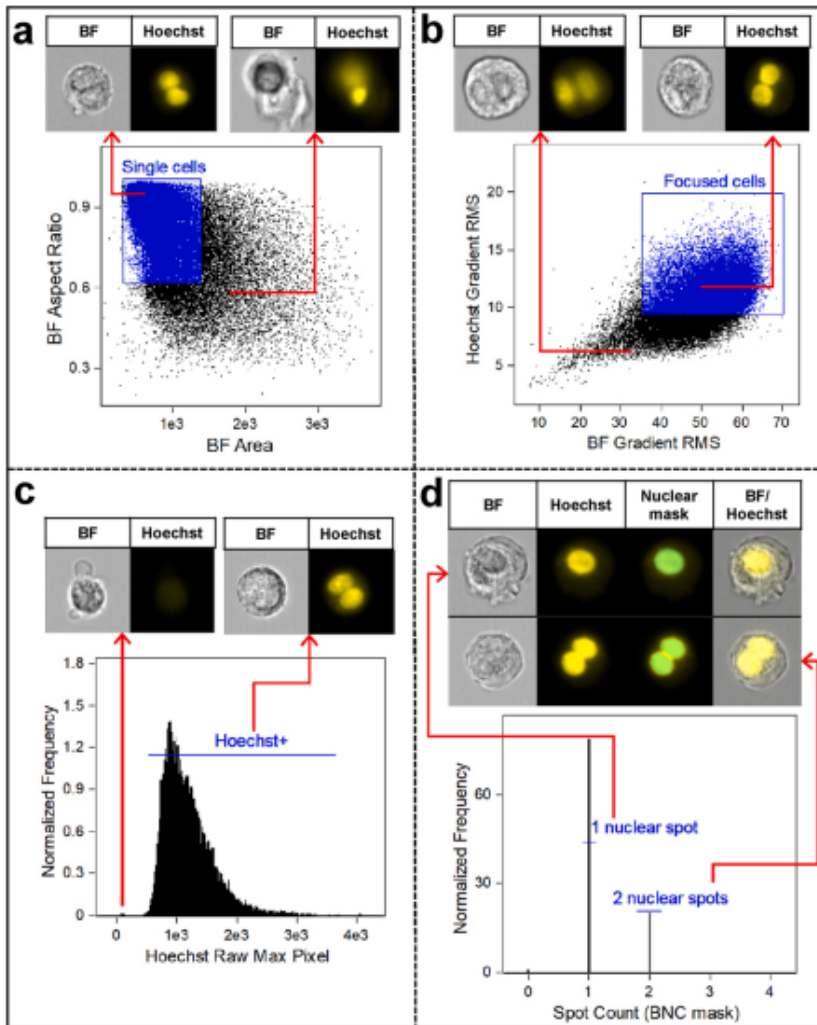 a
BF Hoechst BF Hoechst
Single cells
BF Aspect Ratio
0.9
0.6
0.3
1e3 2e3 3e3
BF Area
b
BF Hoechst BF Hoechst
Focused cells
Hoechst Gradient RMS
20
15
10
5
10 20 30 40 50 60 70
BF Gradient RMS
c
BF Hoechst BF Hoechst
Hoechst+
Normalized Frequency
1.8
1.5
1.2
0.9
0.6
0.3
0
0 1e3 2e3 3e3 4e3
Hoechst Raw Max Pixel
d
BF Hoechst Nuclear mask BF/ Hoechst
1 nuclear spot
2 nuclear spots
Normalized Frequency
60
30
0
0 1 2 3 4
Spot Count (BNC mask)